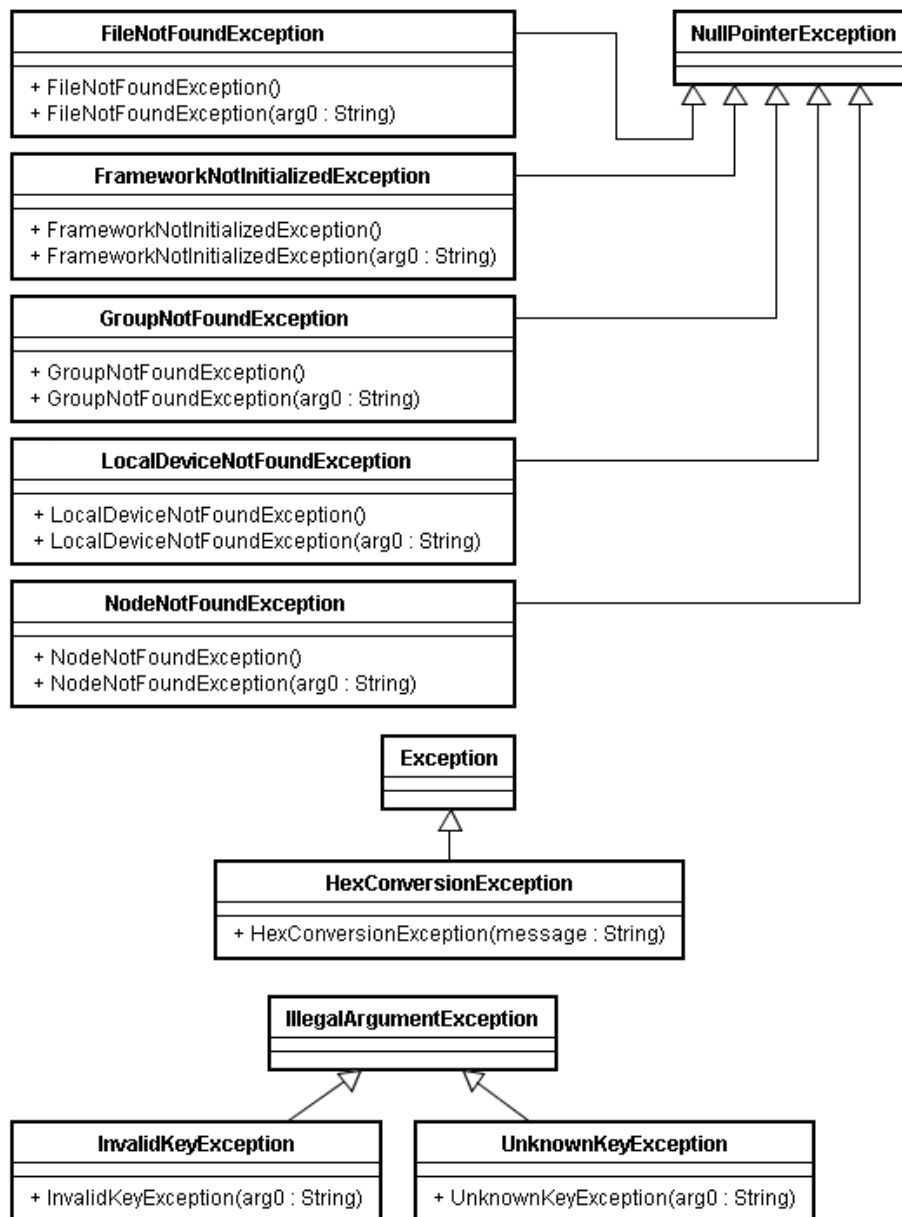 FileNotFoundException
+ FileNotFoundException()
+ FileNotFoundException(arg0 : String)
NullPointerException
FrameworkNotInitializedException
+ FrameworkNotInitializedException()
+ FrameworkNotInitializedException(arg0 : String)
GroupNotFoundException
+ GroupNotFoundException()
+ GroupNotFoundException(arg0 : String)
LocalDeviceNotFoundException
+ LocalDeviceNotFoundException()
+ LocalDeviceNotFoundException(arg0 : String)
NodeNotFoundException
+ NodeNotFoundException()
+ NodeNotFoundException(arg0 : String)
Exception
HexConversionException
+ HexConversionException(message : String)
IllegalArgumentException
InvalidKeyException
+ InvalidKeyException(arg0 : String)
UnknownKeyException
+ UnknownKeyException(arg0 : String)